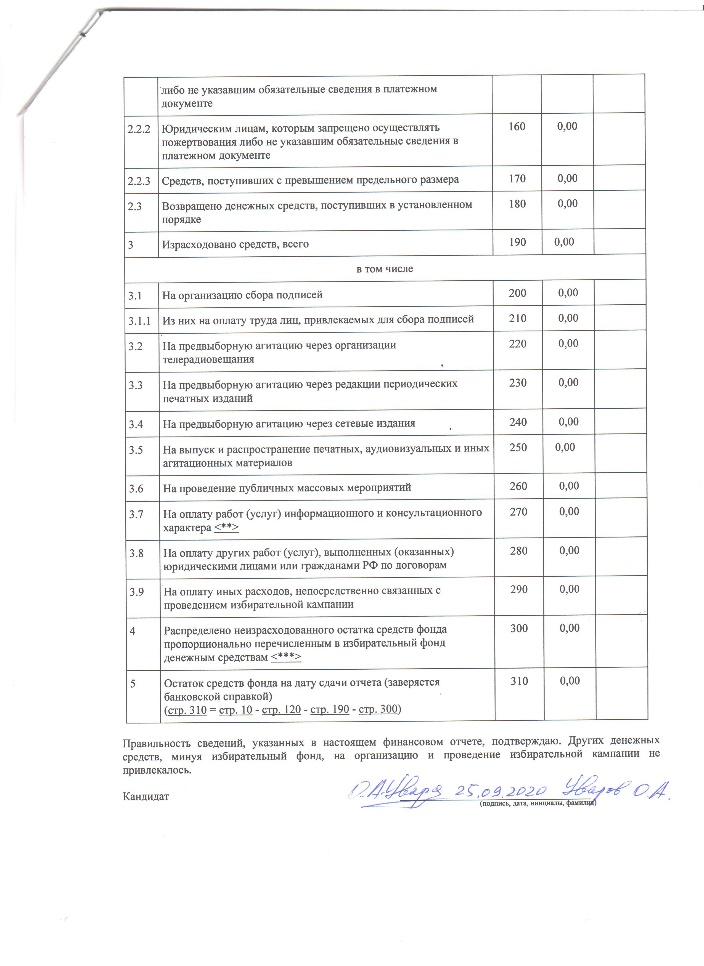 либо не указавшим обязательные сведения в платежном
документе
2.2.2 Юридическим лицам, которым запрещено осуществлять 160 0,00
пожертвования либо не указавшим обязательные сведения в
платежном документе
2.2.3 Средств, поступивших с превышением предельного размера 170 0,00
2.3 Возвращено денежных средств, поступивших в установленном 180 0,00
порядке
3 Израсходовано средств, всего 190 0,00
в том числе
3.1 На организацию сбора подписей 200 0,00
3.1.1 Из них на оплату труда лиц, привлекаемых для сбора подписей 210 0,00
3.2 На предвыборную агитацию через организации 220 0,00
телерадиовещания
3.3 На предвыборную агитацию через редакции периодических 230 0,00
печатных изданий
3.4 На предвыборную агитацию через сетевые издания 240 0,00
3.5 На выпуск и распространение печатных, аудиовизуальных и иных 250 0,00
агитационных материалов
3.6 На проведение публичных массовых мероприятий 260 0,00
3.7 На оплату работ (услуг) информационного и консультационного 270 0,00
характера <**>
3.8 На оплату других работ (услуг), выполненных (оказанных) 280 0,00
юридическими лицами или гражданами РФ по договорам
3.9 На оплату иных расходов, непосредственно связанных с 290 0,00
проведением избирательной кампании
4 Распределено неизрасходованного остатка средств фонда 300 0,00
пропорционально перечисленным в избирательный фонд
денежным средствам <***>
5 Остаток средств фонда на дату сдачи отчета (заверяется 310 0,00
банковской справкой)
(стр. 310 = стр. 10 - стр. 120 - стр. 190 - стр. 300)
Правильность сведений, указанных в настоящем финансовом отчете, подтверждаю. Других денежных
средств, минуя избирательный фонд, на организацию и проведение избирательной кампании не
привлекалось.
Кандидат 25.09.2020 Уваров О.А.
(подпись, дата, инициалы, фамилия)